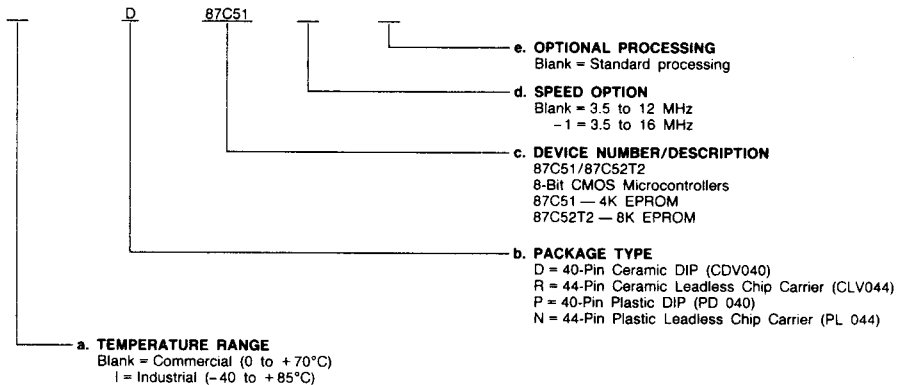 D 87C51
e. OPTIONAL PROCESSING
Blank = Standard processing
d. SPEED OPTION
Blank = 3.5 to 12 MHz
-1 = 3.5 to 16 MHz
c. DEVICE NUMBER/DESCRIPTION
87C51/87C52T2
8-Bit CMOS Microcontrollers
87C51 — 4K EPROM
87C52T2 — 8K EPROM
b. PACKAGE TYPE
D = 40-Pin Ceramic DIP (CDV040)
R = 44-Pin Ceramic Leadless Chip Carrier (CLV044)
P = 40-Pin Plastic DIP (PD 040)
N = 44-Pin Plastic Leadless Chip Carrier (PL 044)
a. TEMPERATURE RANGE
Blank = Commercial (0 to +70°C)
I = Industrial (-40 to +85°C)